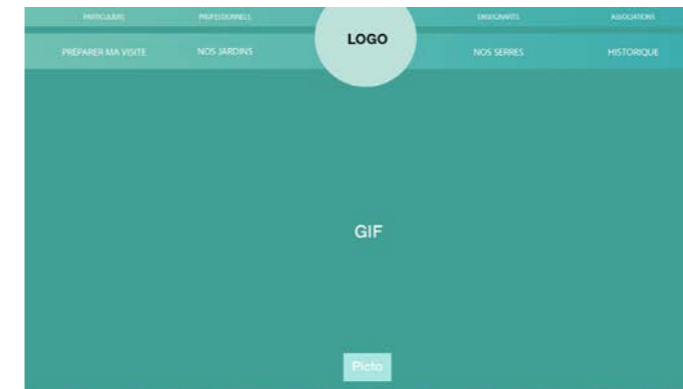 PARTICULIERS PROFESSIONNELS ENSEIGNANTS ASSOCIATIONS
LOGO
PRÉPARER MA VISITE NOS JARDINS NOS SERRES HISTORIQUE
GIF
Picto